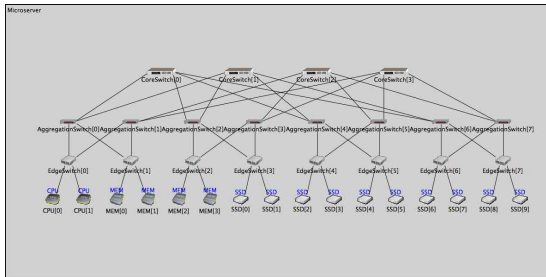 Microserver
CoreSwitch[0] CoreSwitch[1] CoreSwitch[2] CoreSwitch[3]
AggregationSwitch[0] AggregationSwitch[1] AggregationSwitch[2] AggregationSwitch[3] AggregationSwitch[4] AggregationSwitch[5] AggregationSwitch[6] AggregationSwitch[7]
EdgeSwitch[0] EdgeSwitch[1] EdgeSwitch[2] EdgeSwitch[3] EdgeSwitch[4] EdgeSwitch[5] EdgeSwitch[6] EdgeSwitch[7]
CPU CPU MEM MEM MEM MEM SSD SSD SSD SSD SSD SSD SSD SSD SSD SSD
CPU[0] CPU[1] MEM[0] MEM[1] MEM[2] MEM[3] SSD[0] SSD[1] SSD[2] SSD[3] SSD[4] SSD[5] SSD[6] SSD[7] SSD[8] SSD[9]